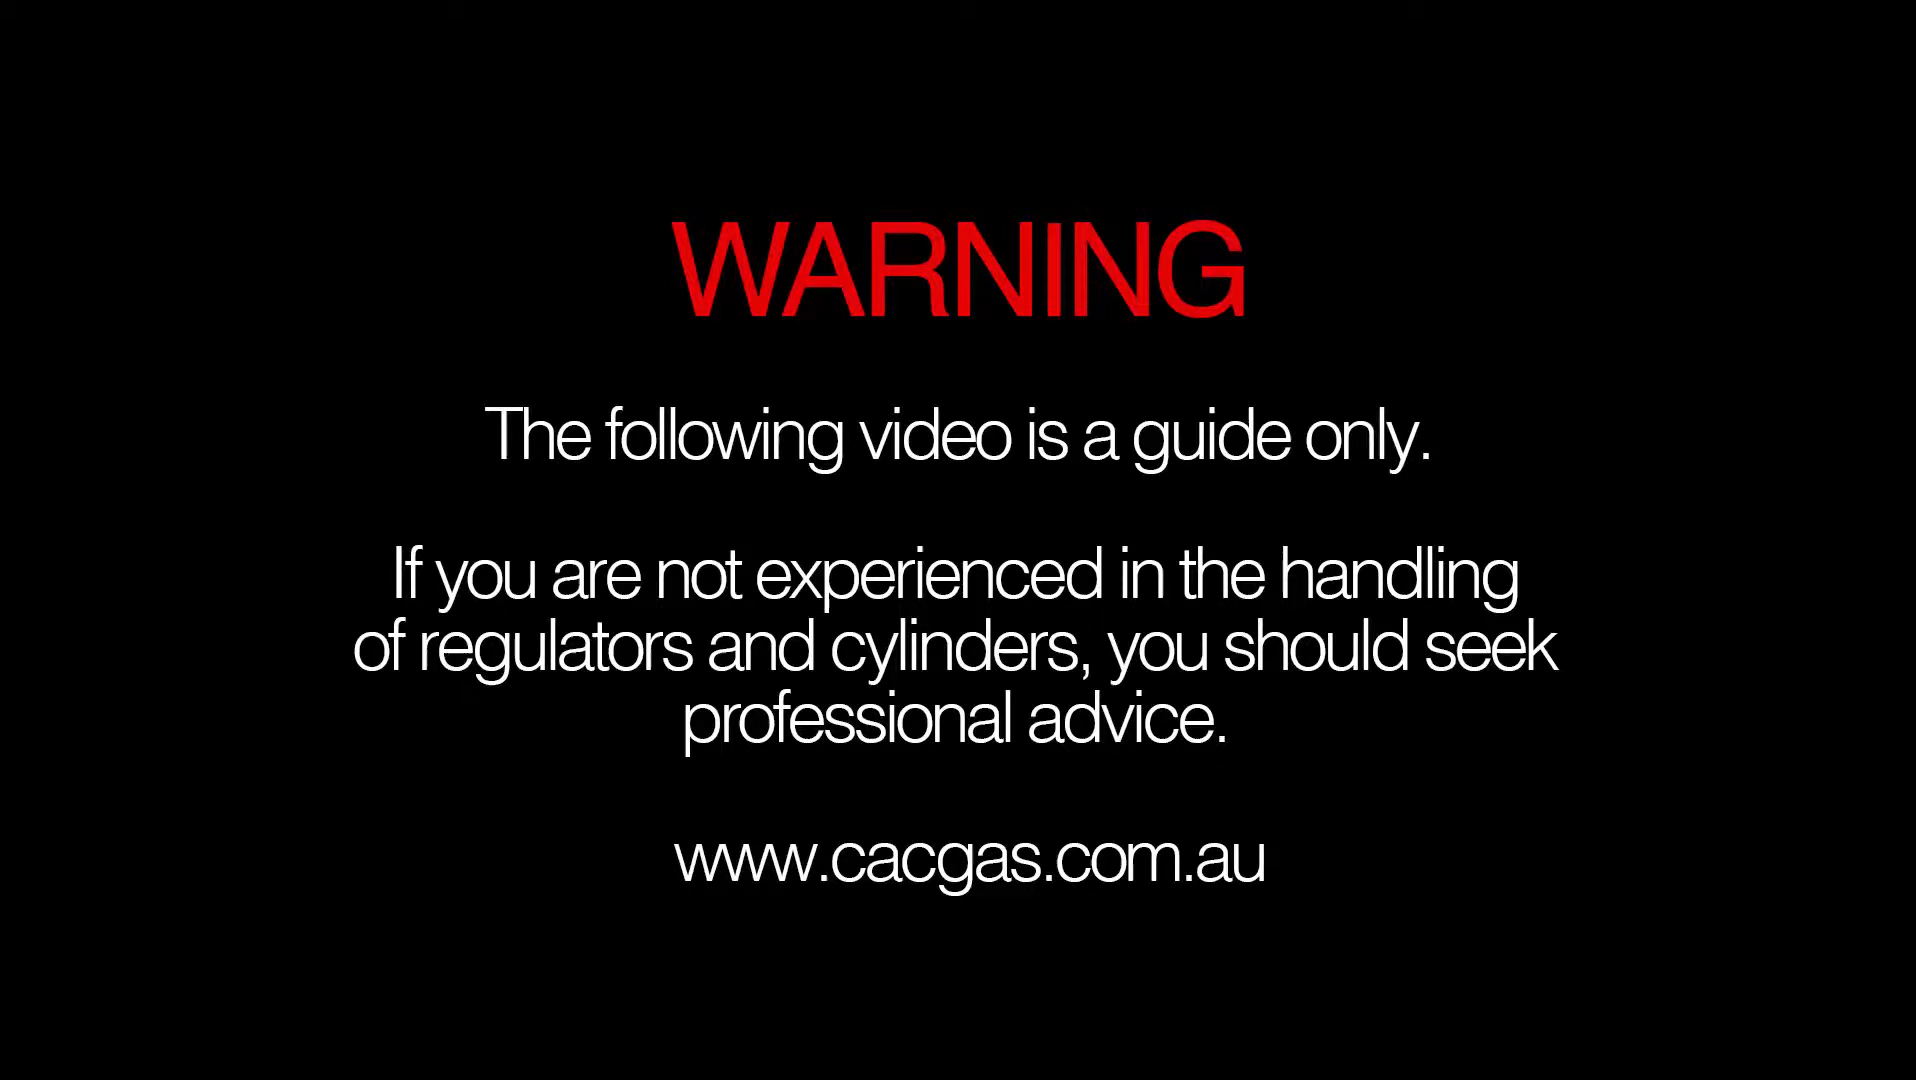 WARNING
The following video is a guide only.
If you are not experienced in the handling
of regulators and cylinders, you should seek
professional advice.
www.cacgas.com.au